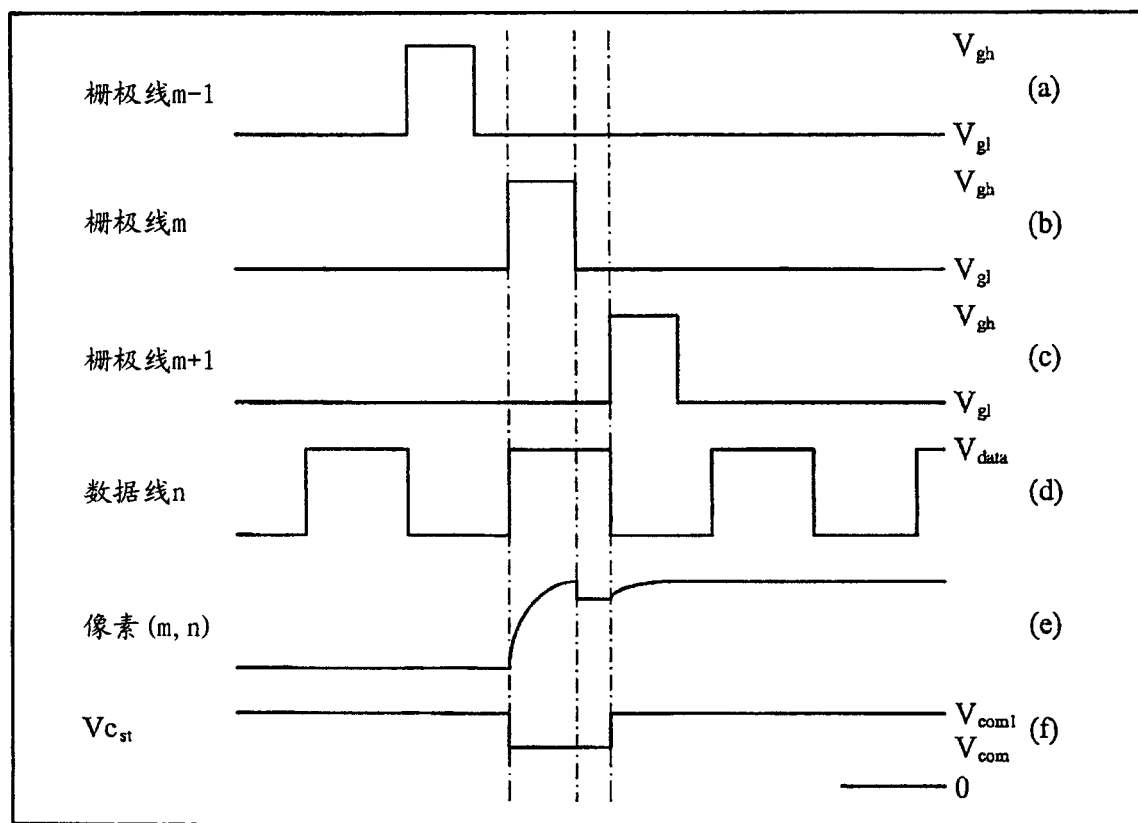 栅极线m-1
V_gh
V_gl
(a)
栅极线m
V_gh
V_gl
(b)
栅极线m+1
V_gh
V_gl
(c)
数据线n
V_data
(d)
像素(m,n)
(e)
Vc_st
V_com1
V_com
(f)
0